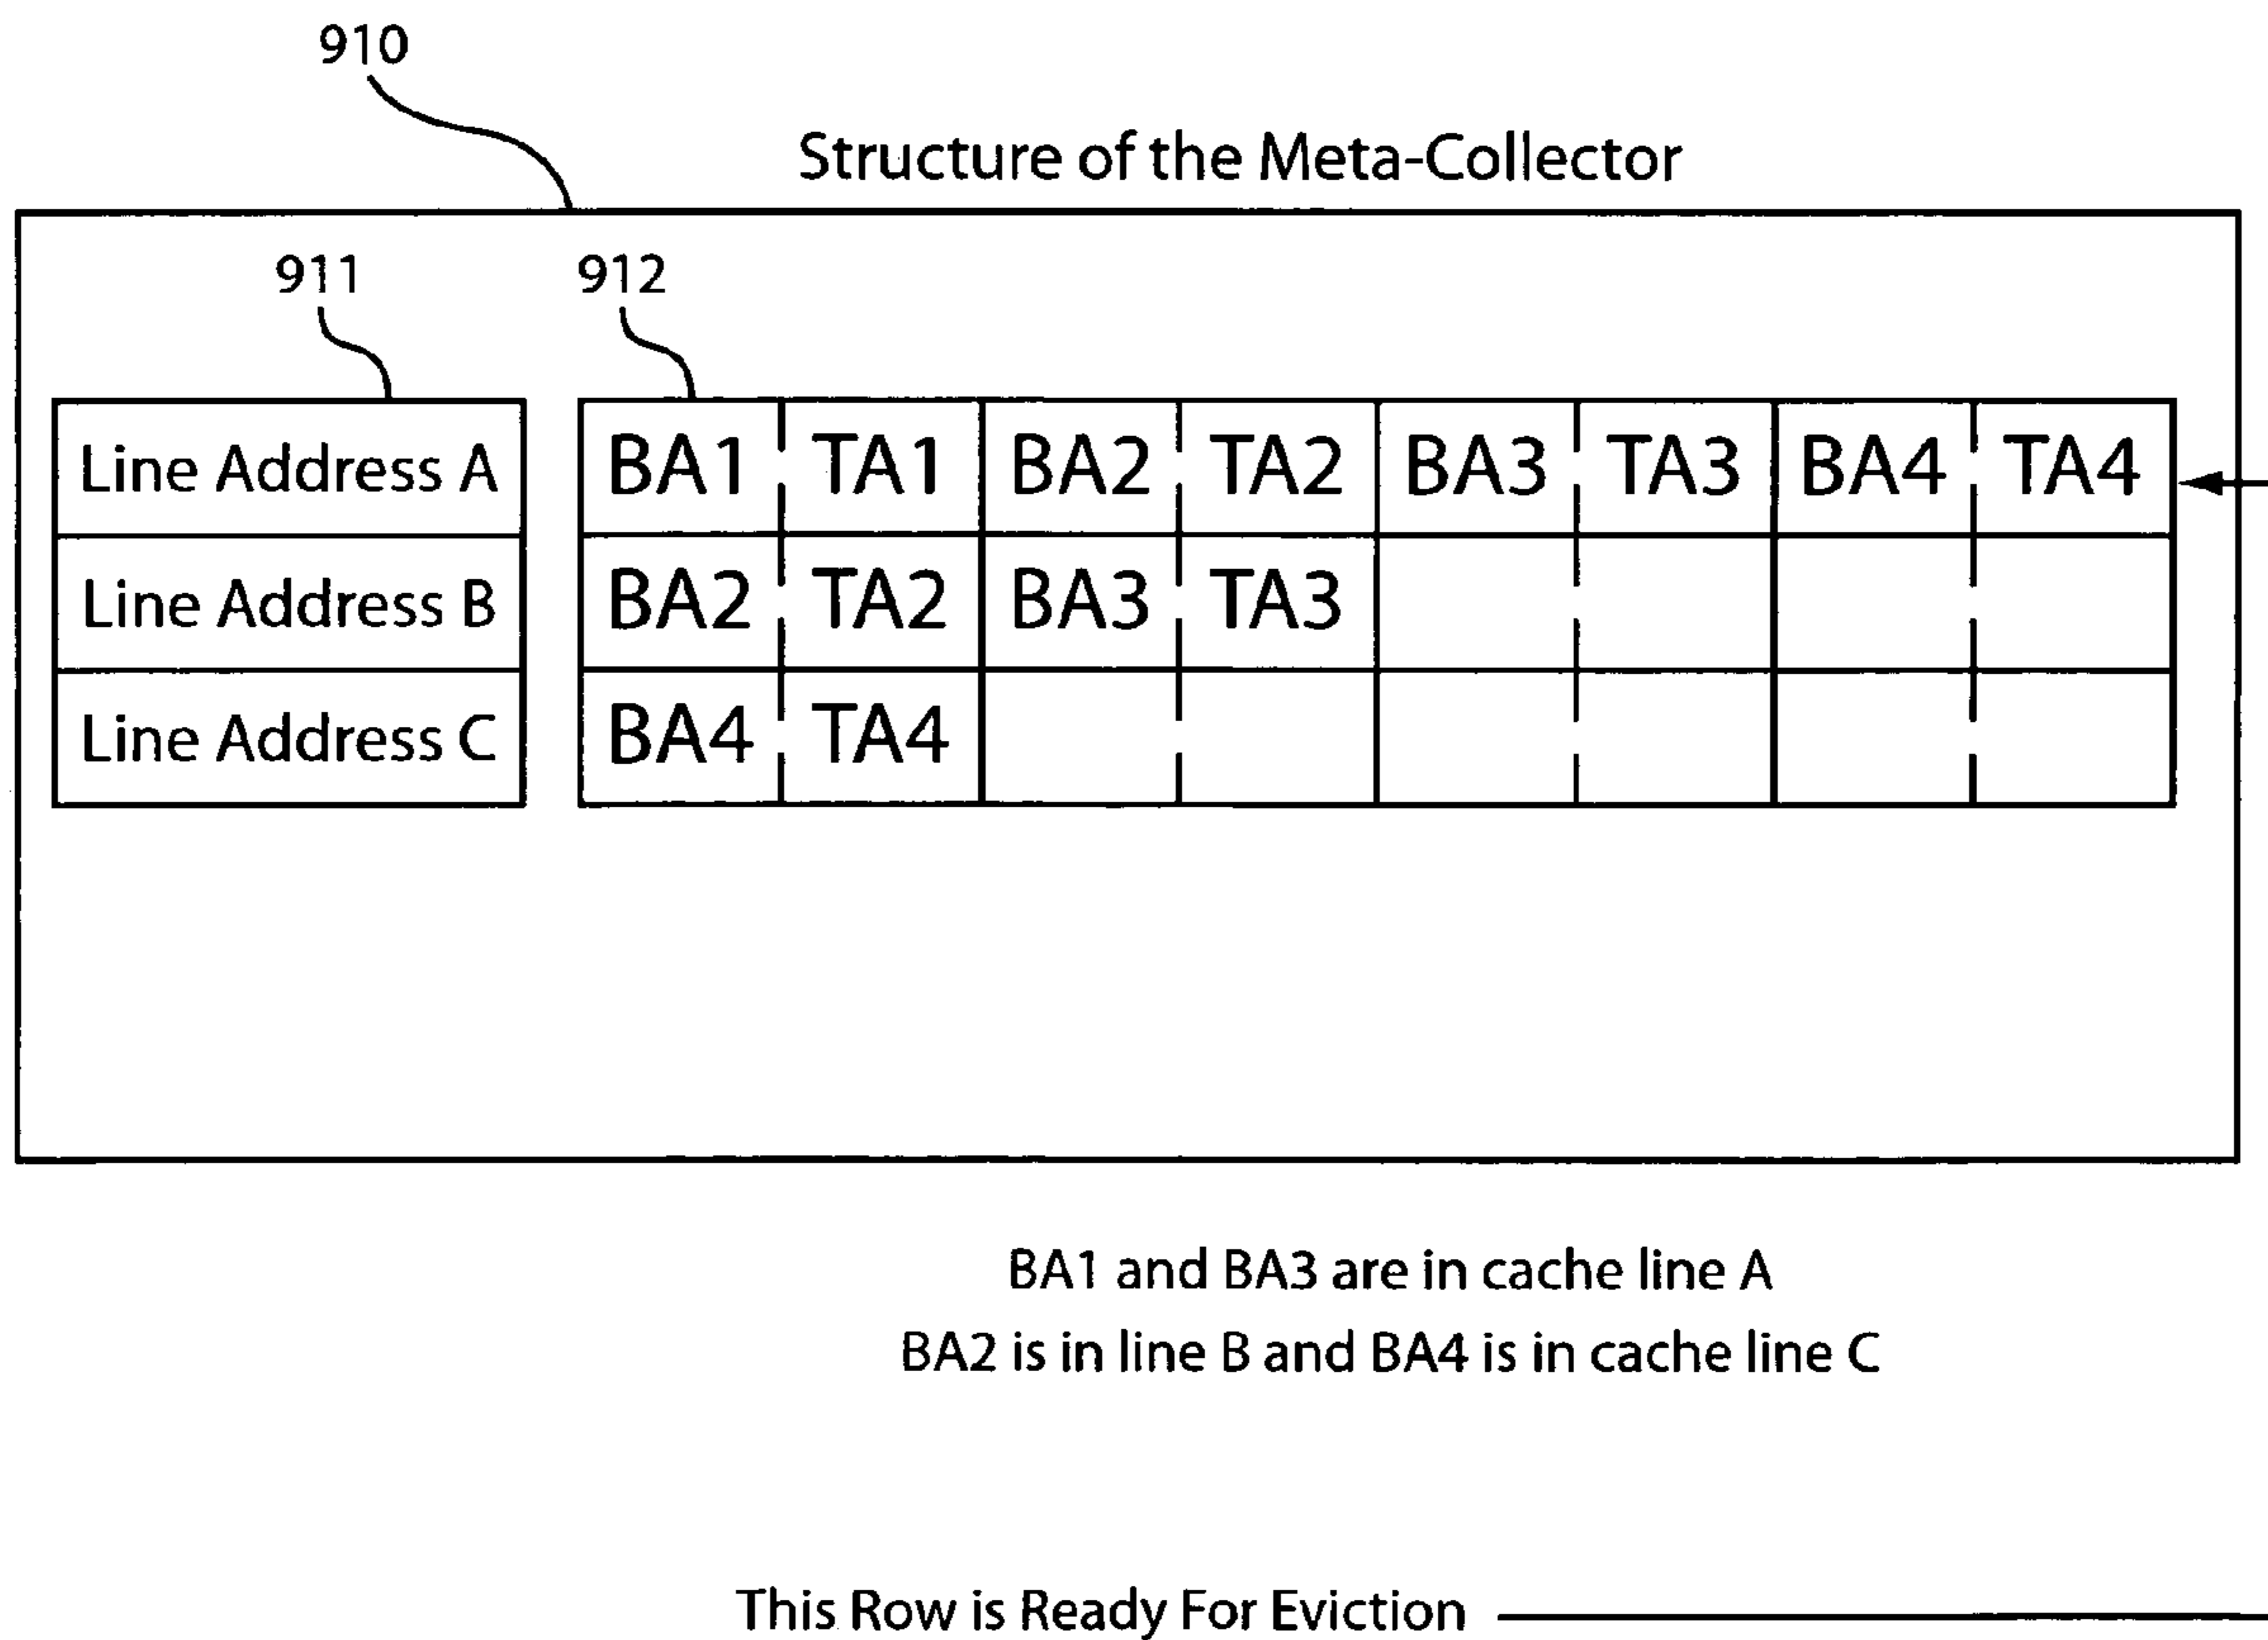 910
Structure of the Meta-Collector
911 912
Line Address A BA1 TA1 BA2 TA2 BA3 TA3 BA4 TA4
Line Address B BA2 TA2 BA3 TA3
Line Address C BA4 TA4
BA1 and BA3 are in cache line A
BA2 is in line B and BA4 is in cache line C
This Row is Ready For Eviction